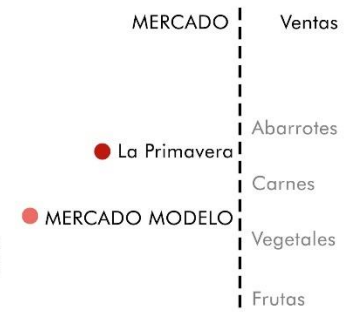 MERCADO
Ventas
Abarrotes
La Primavera
Carnes
MERCADO MODELO
Vegetales
Frutas